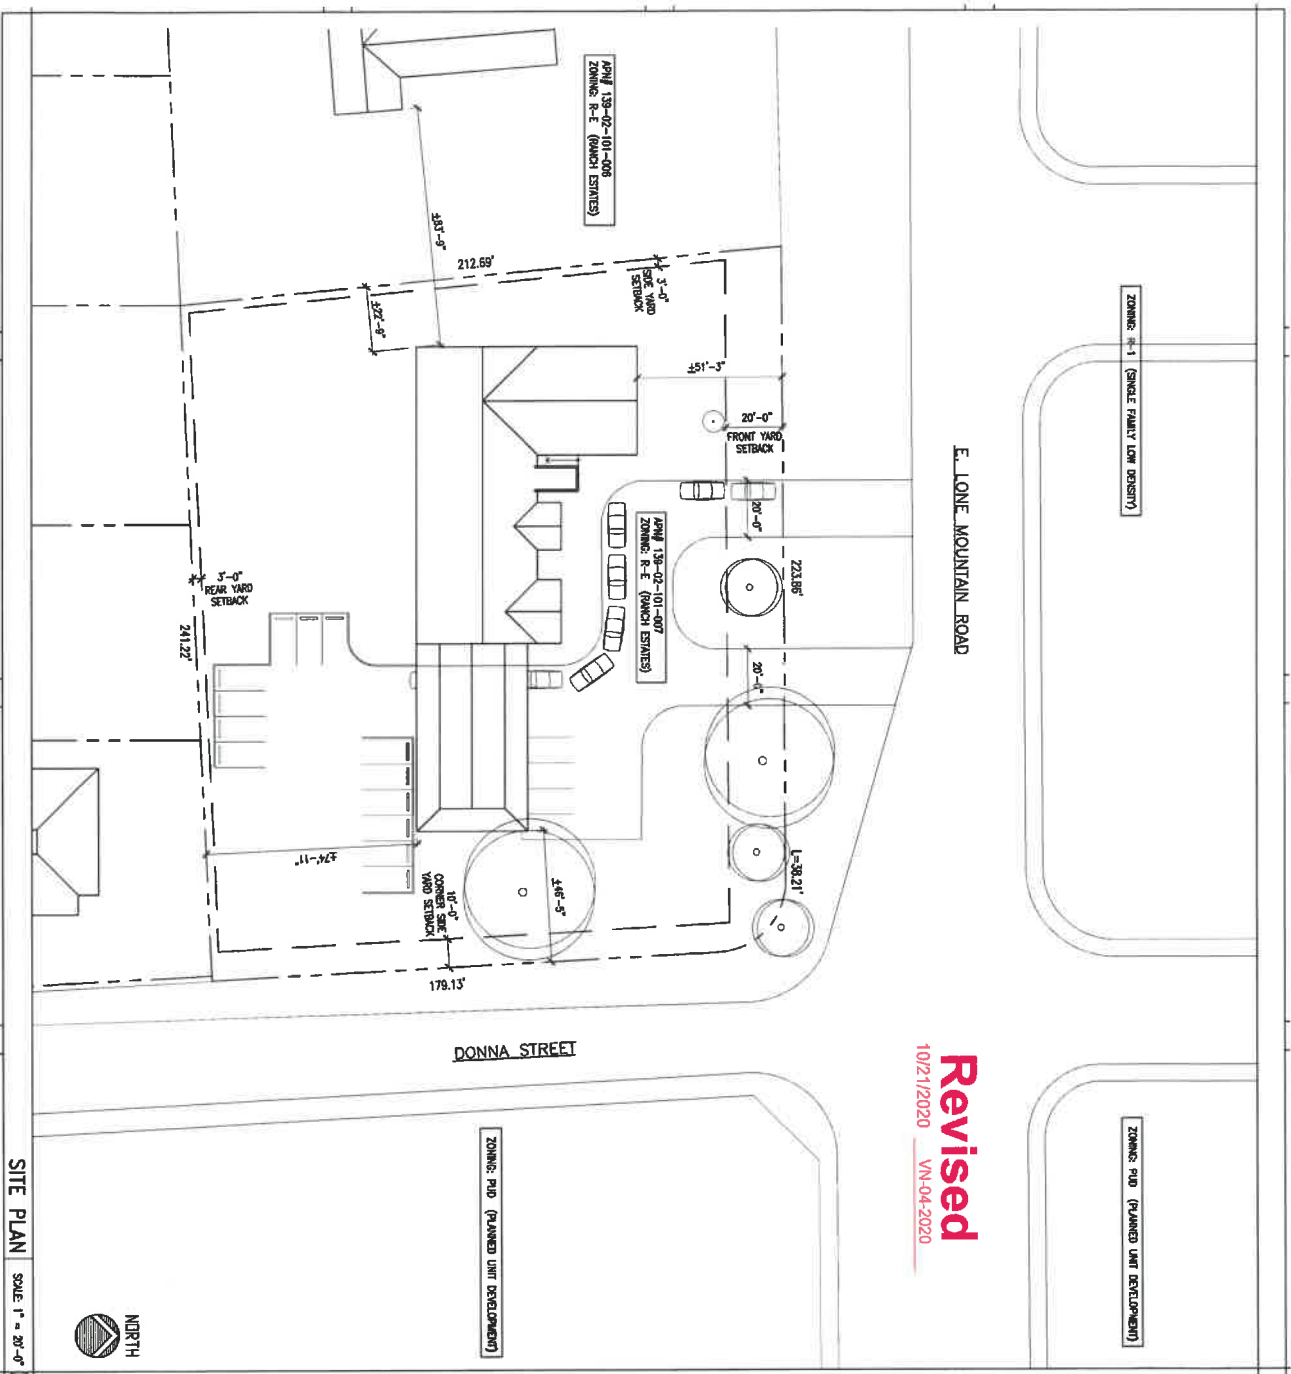 APN# 139-02-101-006
ZONING: R-E (RANCH ESTATES)
ZONING: R-1 (SINGLE FAMILY LOW DENSITY)
E. LONE MOUNTAIN ROAD
±83'-9"
212.69'
3'-0"
SIDE YARD
SETBACK
±22'-9"
±51'-3"
20'-0"
FRONT YARD
SETBACK
20'-0"
APN# 139-02-101-007
ZONING: R-E (RANCH ESTATES)
223.86'
20'-0"
3'-0"
REAR YARD
SETBACK
241.22'
±74'-11"
±46'-5"
L=38.21'
10'-0"
CORNER SIDE
YARD SETBACK
179.13'
DONNA STREET
Revised
10/21/2020 VN-04-2020
ZONING: PUD (PLANNED UNIT DEVELOPMENT)
ZONING: PUD (PLANNED UNIT DEVELOPMENT)
NORTH
SITE PLAN
SCALE: 1" = 20'-0"